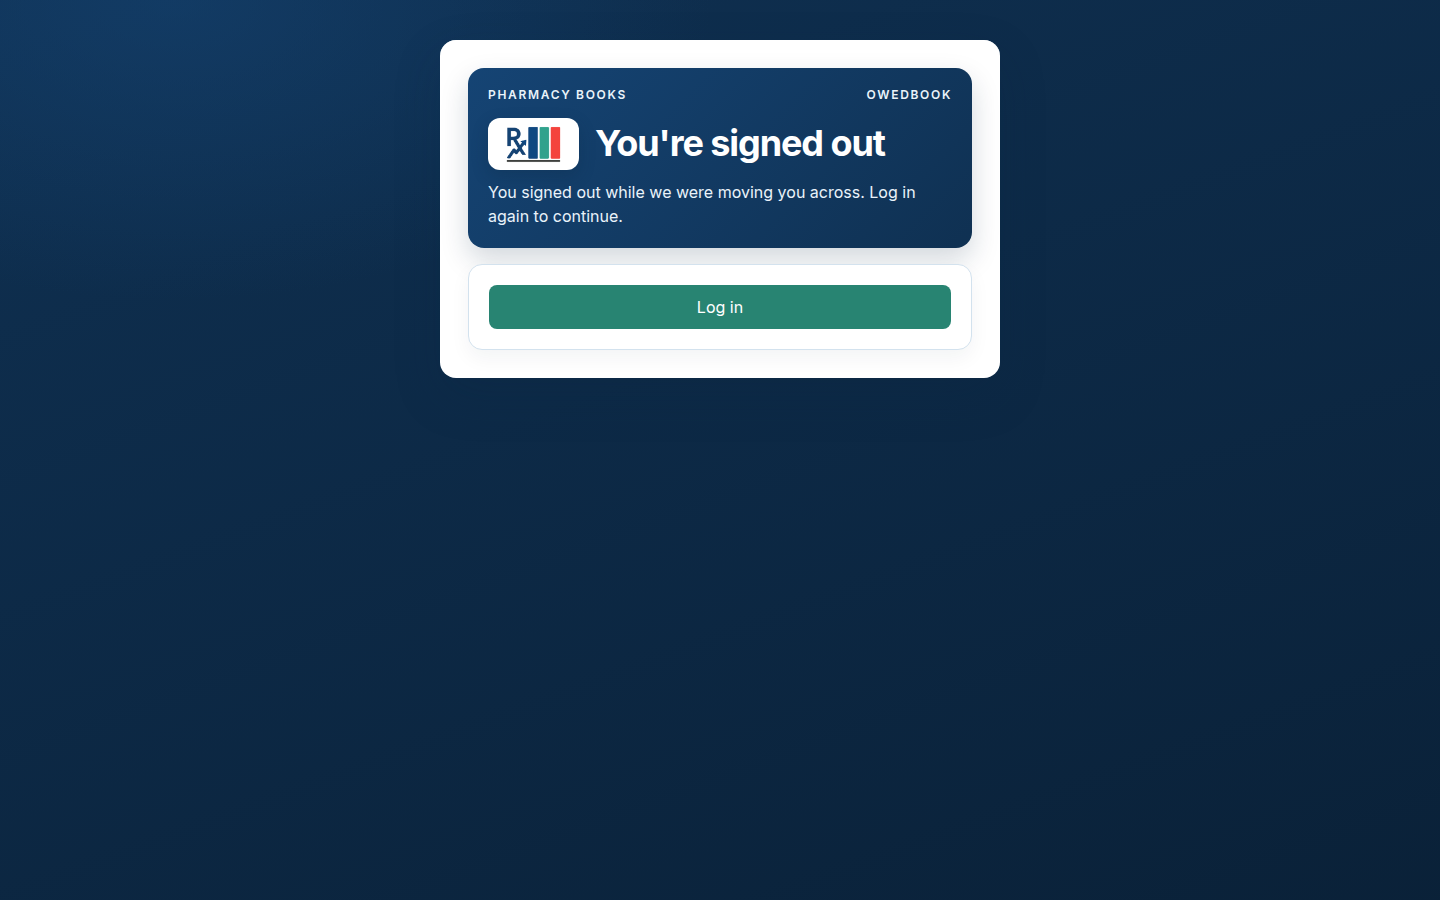 PHARMACY BOOKS OWEDBOOK
Rx You're signed out
You signed out while we were moving you across. Log in
again to continue.
Log in